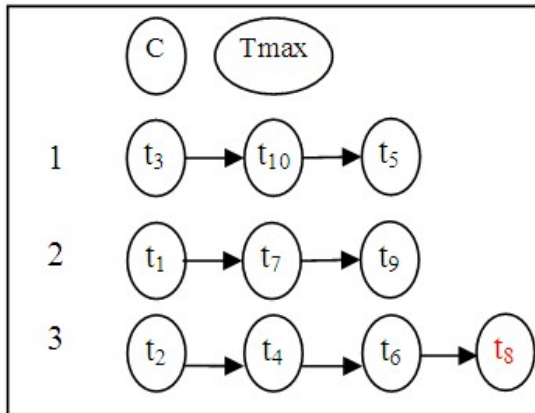 C Tmax
1 t₃ t₁₀ t₅
2 t₁ t₇ t₉
3 t₂ t₄ t₆ t₈